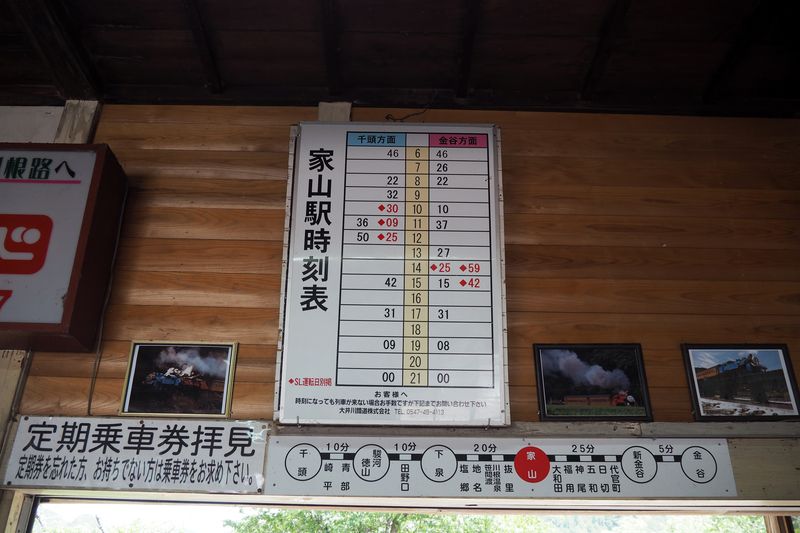 根路へ
家山駅時刻表
千頭方面 金谷方面
46 6 46
7 26
22 8 22
32 9
◆30 10 10
36 ◆09 11 37
50 ◆25 12
13 27
14 ◆25 ◆59
42 15 15 ◆42
16
31 17 31
18
09 19 08
20
00 21 00
◆SL運転日別掲
お客様へ
時刻になっても列車が来ない場合お手数ですが下記までお問い合わせ下さい
大井川鐵道株式会社 TEL 0547-45-4113
定期乗車券拝見
定期券を忘れた方、お持ちでない方は乗車券をお求め下さい。
10分 10分 20分 25分 5分
千頭 崎平 青部 駿河徳山 田野口 下泉 塩郷 地名 笹間渡 川根温泉 抜里 家山 大和田 福用 神尾 五和 日切 代官町 新金谷 金谷